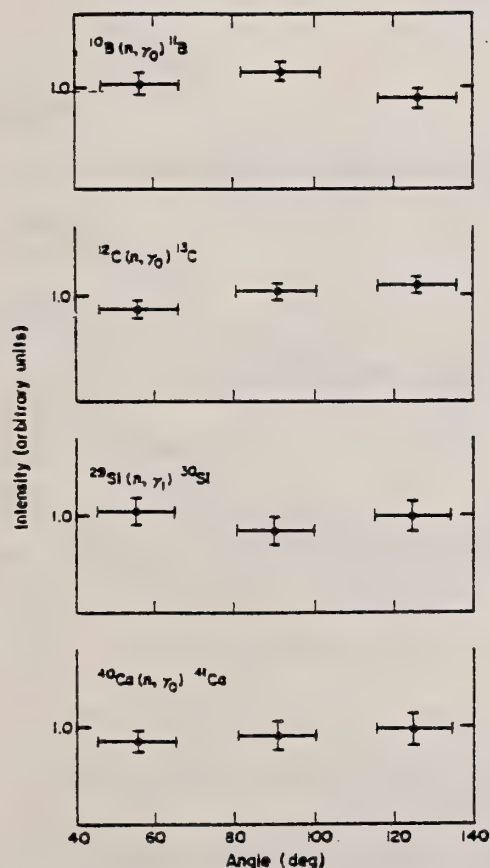 ¹⁰B(n, γ₀)¹¹B
1.0
¹²C(n, γ₀)¹³C
1.0
Intensity (arbitrary units)
²⁹Si(n, γ₁) ³⁰Si
1.0
⁴⁰Ca(n, γ₀) ⁴¹Ca
1.0
40 60 80 100 120 140
Angle (deg)